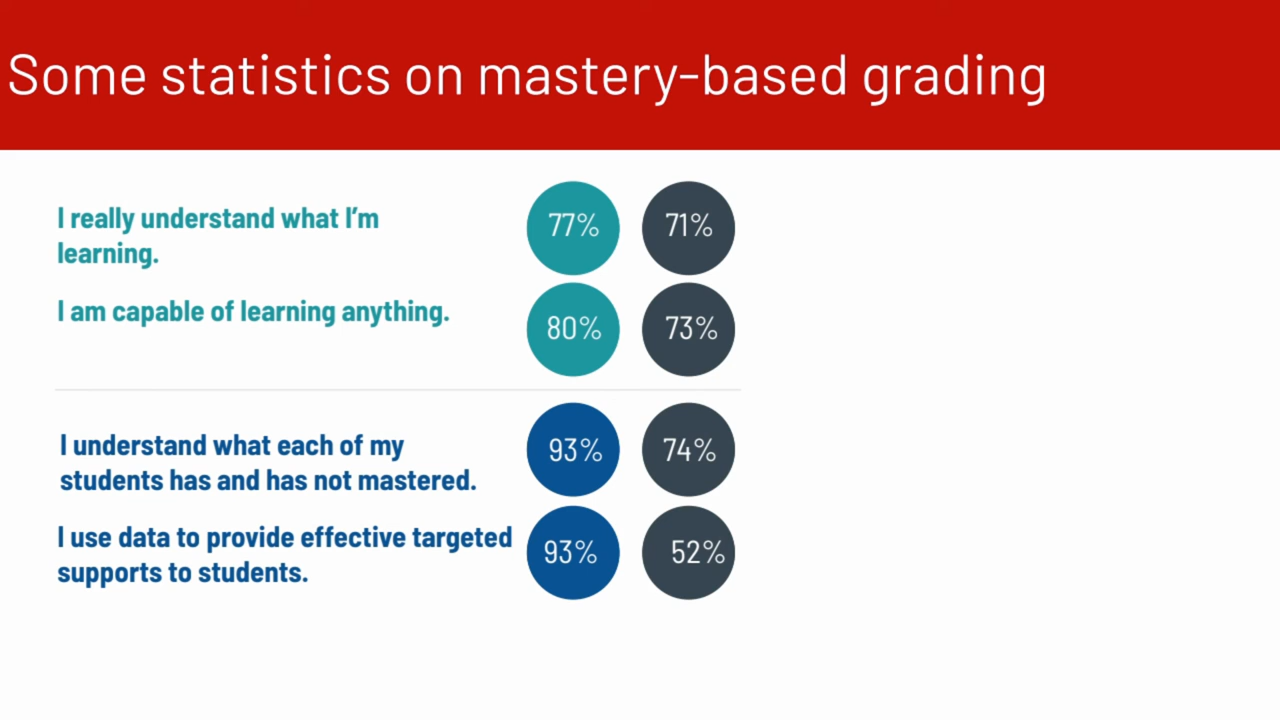 Some statistics on mastery-based grading
I really understand what I’m
learning.
77% 71%
I am capable of learning anything.
80% 73%
I understand what each of my
students has and has not mastered.
93% 74%
I use data to provide effective targeted
supports to students.
93% 52%